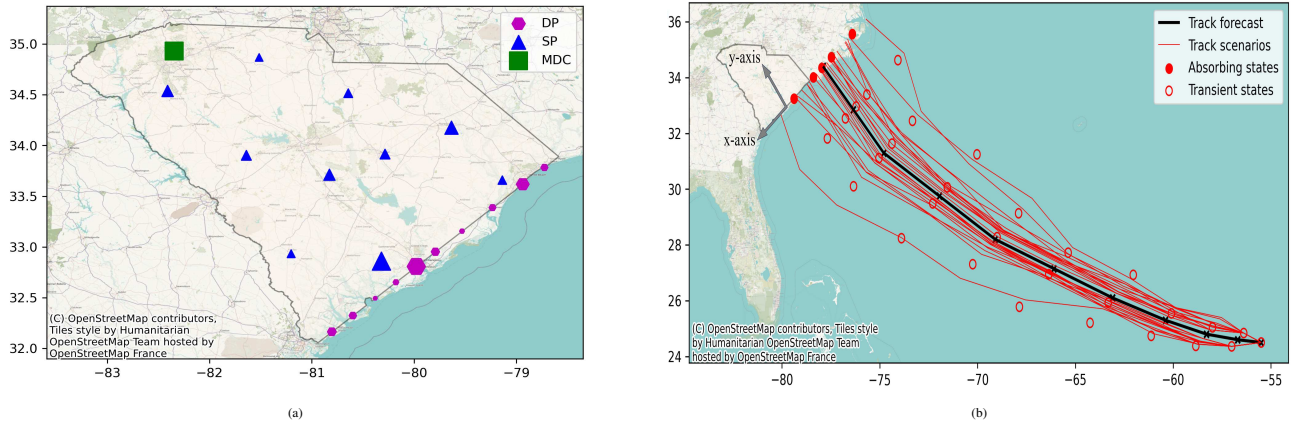 35.0
34.5
34.0
33.5
33.0
32.5
32.0
−83
−82
−81
−80
−79
DP
SP
MDC
(C) OpenStreetMap contributors,
Tiles style by Humanitarian
OpenStreetMap Team hosted by
OpenStreetMap France
(a)
36
34
32
30
28
26
24
−80
−75
−70
−65
−60
−55
Track forecast
Track scenarios
Absorbing states
Transient states
y-axis
x-axis
(C) OpenStreetMap contributors, Tiles style
by Humanitarian OpenStreetMap Team
hosted by OpenStreetMap France
(b)